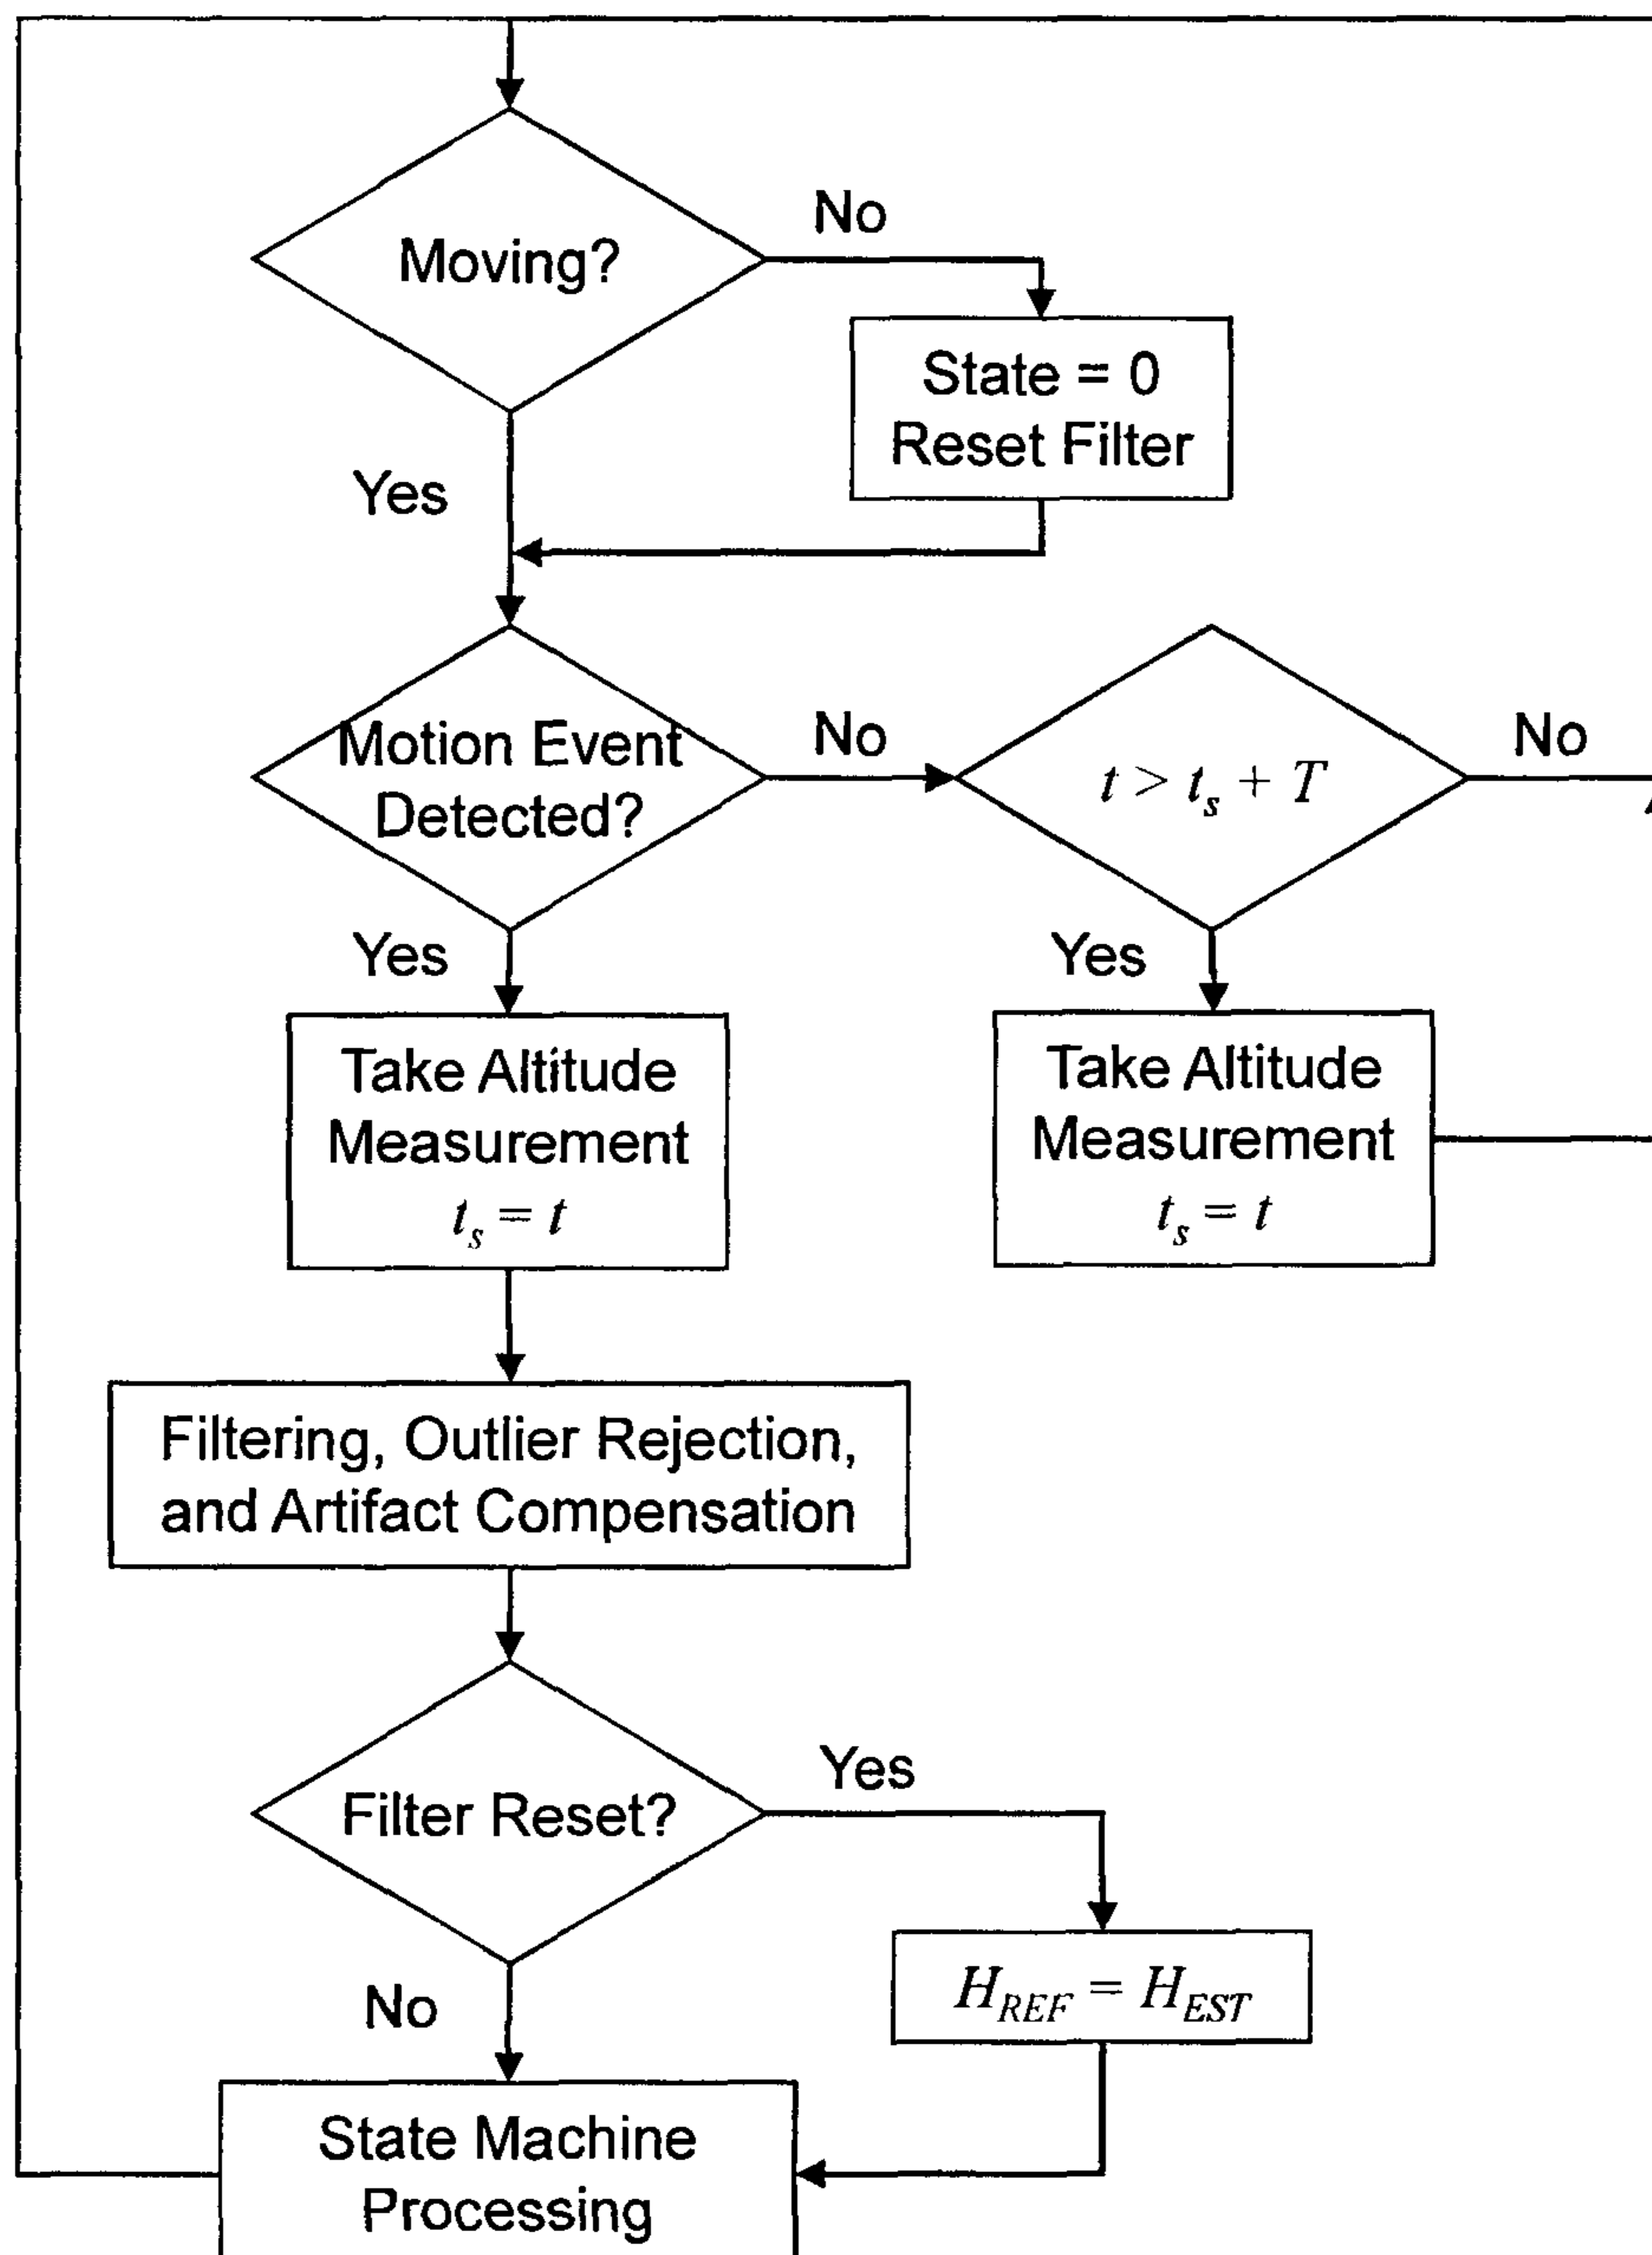 Moving?
No
State = 0
Reset Filter
Yes
Motion Event
Detected?
No
t > t_s + T
No
Yes
Take Altitude
Measurement
t_s = t
Yes
Take Altitude
Measurement
t_s = t
Filtering, Outlier Rejection,
and Artifact Compensation
Filter Reset?
Yes
H_REF = H_EST
No
State Machine
Processing